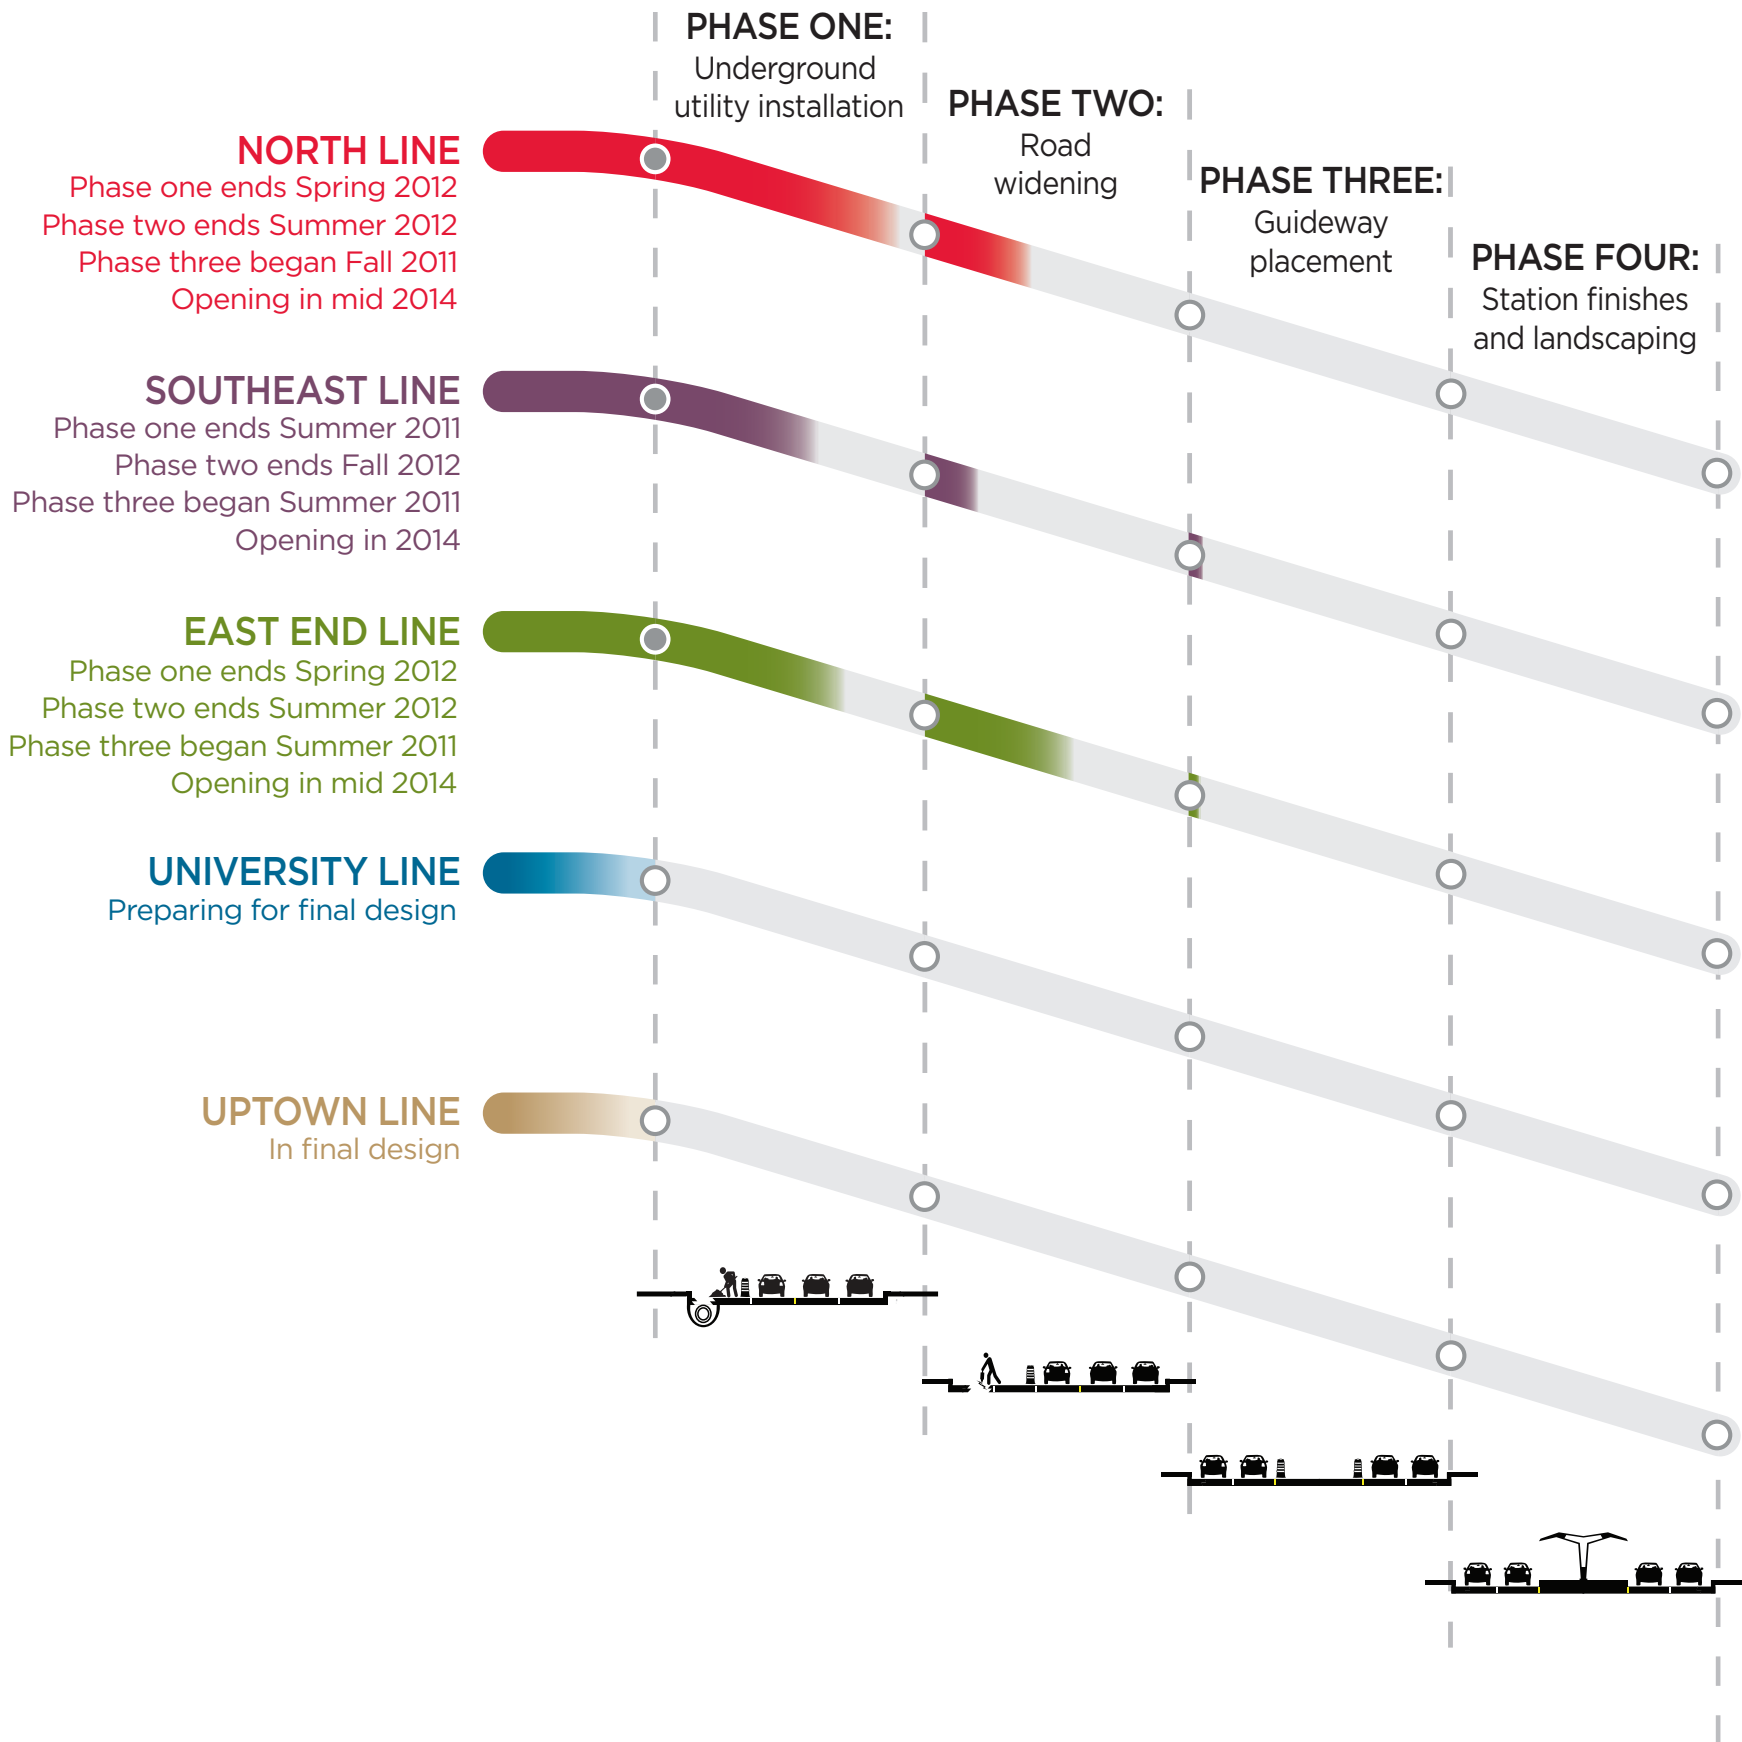 PHASE ONE:
Underground
utility installation
PHASE TWO:
Road
widening
PHASE THREE:
Guideway
placement
PHASE FOUR:
Station finishes
and landscaping
NORTH LINE
Phase one ends Spring 2012
Phase two ends Summer 2012
Phase three began Fall 2011
Opening in mid 2014
SOUTHEAST LINE
Phase one ends Summer 2011
Phase two ends Fall 2012
Phase three began Summer 2011
Opening in 2014
EAST END LINE
Phase one ends Spring 2012
Phase two ends Summer 2012
Phase three began Summer 2011
Opening in mid 2014
UNIVERSITY LINE
Preparing for final design
UPTOWN LINE
In final design